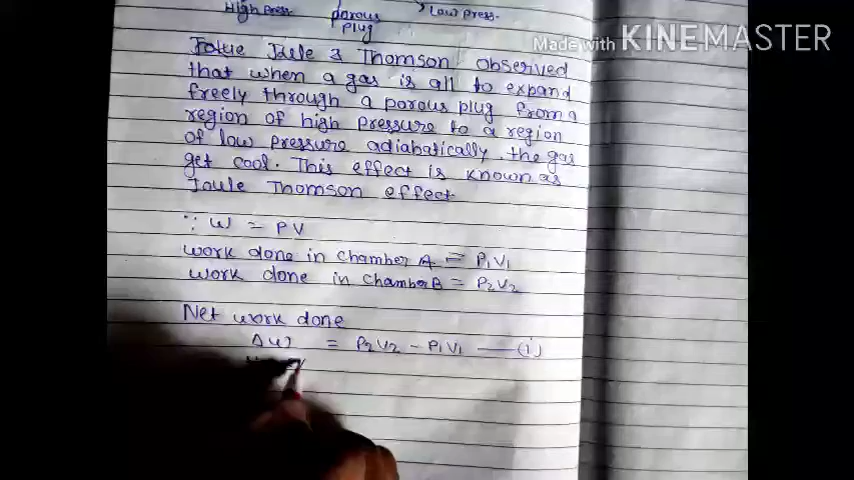 High Press. porous Low Press.
plug
Made with KINEMASTER
Joule & Thomson observed
that when a gas is all to expand
freely through a porous plug from a
region of high pressure to a region
of low pressure adiabatically, the gas
get cool. This effect is known as
Joule Thomson effect
∵ W = PV
work done in chamber A = P₁V₁
work done in chamber B = P₂V₂
Net work done
ΔW = P₂V₂ - P₁V₁ —— (i)